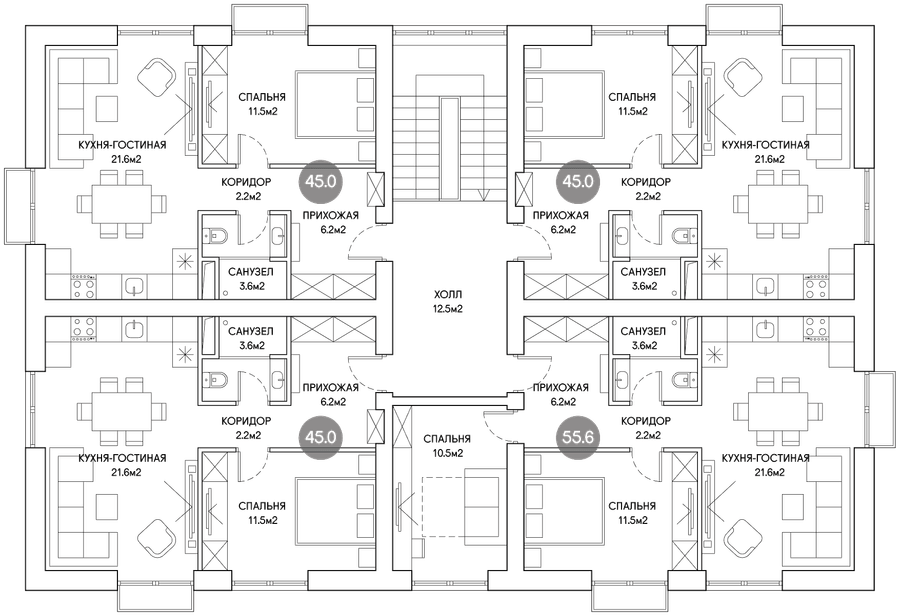 СПАЛЬНЯ
11.5м2
СПАЛЬНЯ
11.5м2
КУХНЯ-ГОСТИНАЯ
21.6м2
КУХНЯ-ГОСТИНАЯ
21.6м2
КОРИДОР
2.2м2
45.0
45.0
КОРИДОР
2.2м2
ПРИХОЖАЯ
6.2м2
ПРИХОЖАЯ
6.2м2
САНУЗЕЛ
3.6м2
САНУЗЕЛ
3.6м2
ХОЛЛ
12.5м2
САНУЗЕЛ
3.6м2
САНУЗЕЛ
3.6м2
ПРИХОЖАЯ
6.2м2
ПРИХОЖАЯ
6.2м2
КОРИДОР
2.2м2
45.0
СПАЛЬНЯ
10.5м2
55.6
КОРИДОР
2.2м2
КУХНЯ-ГОСТИНАЯ
21.6м2
КУХНЯ-ГОСТИНАЯ
21.6м2
СПАЛЬНЯ
11.5м2
СПАЛЬНЯ
11.5м2